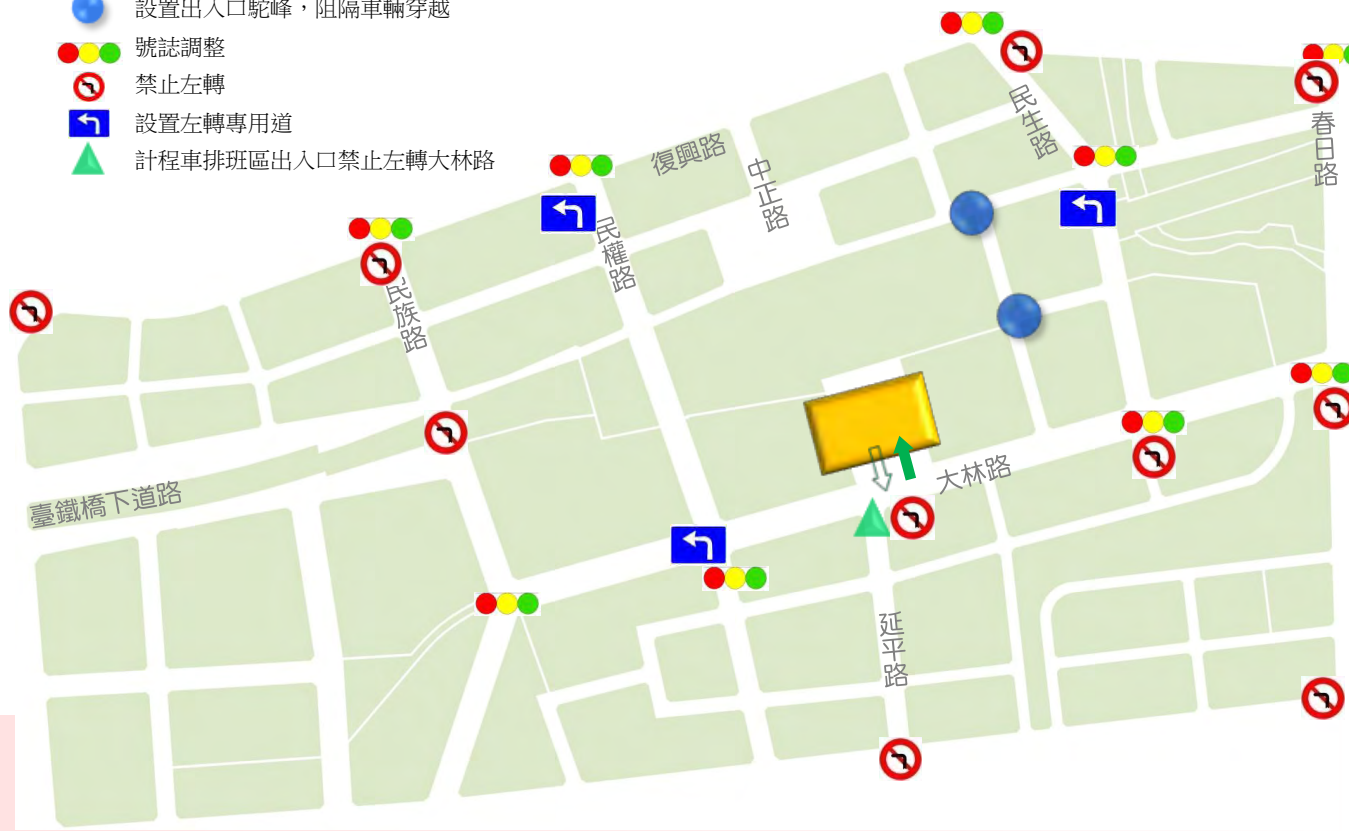 設置出入口駝峰，阻隔車輛穿越
號誌調整
禁止左轉
設置左轉專用道
計程車排班區出入口禁止左轉大林路
復興路
中正路
民生路
春日路
民權路
民族路
大林路
臺鐵橋下道路
延平路